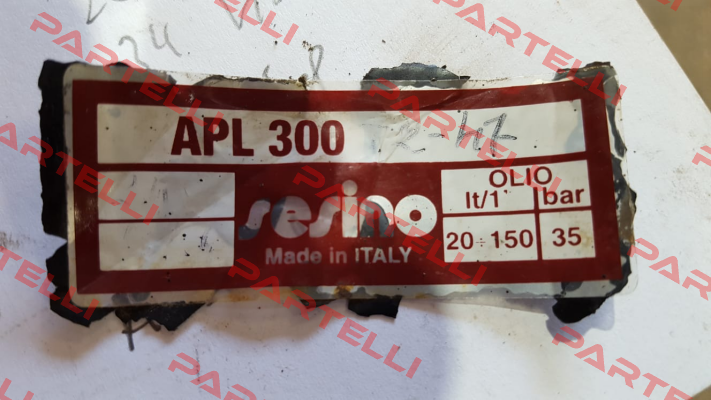 APL 300
sesino
Made in ITALY
OLIO
lt/1' bar
20÷150 35
PARTELLI